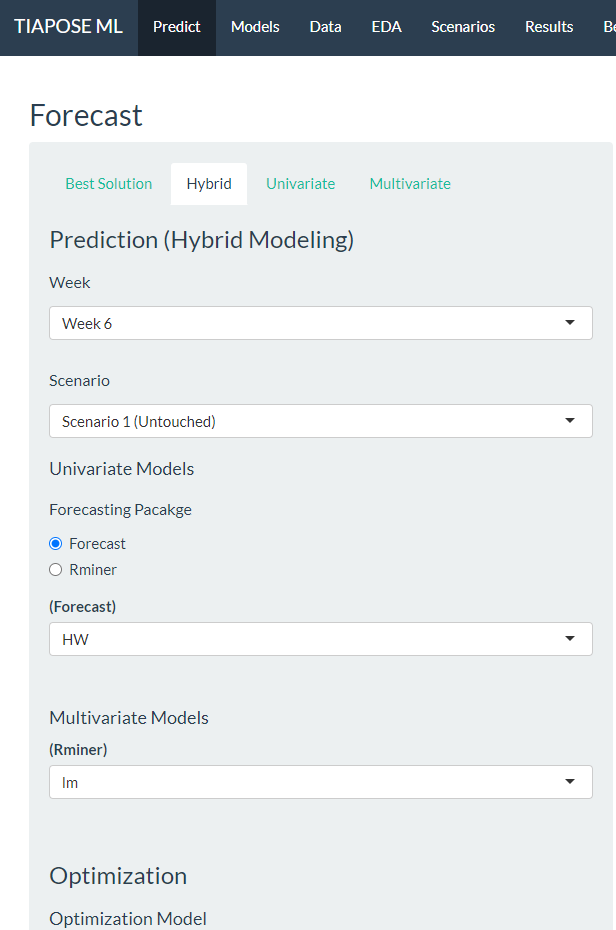 TIAPOSE ML Predict Models Data EDA Scenarios Results
Forecast
Best Solution Hybrid Univariate Multivariate
Prediction (Hybrid Modeling)
Week
Week 6
Scenario
Scenario 1 (Untouched)
Univariate Models
Forecasting Pacakge
Forecast
Rminer
(Forecast)
HW
Multivariate Models
(Rminer)
lm
Optimization
Optimization Model